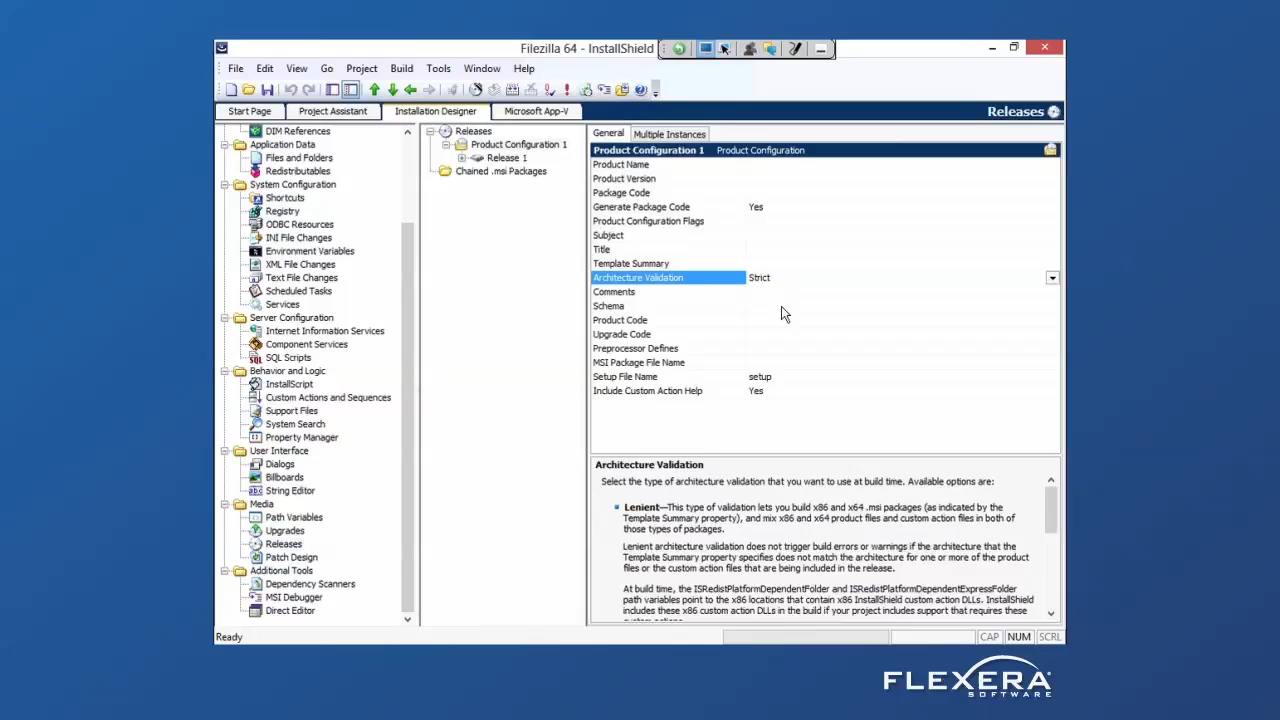 Filezilla 64 - InstallShield
File Edit View Go Project Build Tools Window Help
Start Page Project Assistant Installation Designer Microsoft App-V Releases
DIM References
Application Data
Files and Folders
Redistributables
System Configuration
Shortcuts
Registry
ODBC Resources
INI File Changes
Environment Variables
XML File Changes
Text File Changes
Scheduled Tasks
Services
Server Configuration
Internet Information Services
Component Services
SQL Scripts
Behavior and Logic
InstallScript
Custom Actions and Sequences
Support Files
System Search
Property Manager
User Interface
Dialogs
Billboards
String Editor
Media
Path Variables
Upgrades
Releases
Patch Design
Additional Tools
Dependency Scanners
MSI Debugger
Direct Editor
Releases
Product Configuration 1
Release 1
Chained .msi Packages
General Multiple Instances
Product Configuration 1 Product Configuration
Product Name
Product Version
Package Code
Generate Package Code Yes
Product Configuration Flags
Subject
Title
Template Summary
Architecture Validation Strict
Comments
Schema
Product Code
Upgrade Code
Preprocessor Defines
MSI Package File Name
Setup File Name setup
Include Custom Action Help Yes
Architecture Validation
Select the type of architecture validation that you want to use at build time. Available options are:
Lenient—This type of validation lets you build x86 and x64 .msi packages (as indicated by the
Template Summary property), and mix x86 and x64 product files and custom action files in both of
those types of packages.
Lenient architecture validation does not trigger build errors or warnings if the architecture that the
Template Summary property specifies does not match the architecture for one or more of the product
files or the custom action files that are being included in the release.
At build time, the ISRedistPlatformDependentFolder and ISRedistPlatformDependentExpressFolder
path variables point to the x86 locations that contain x86 InstallShield custom action DLLs. InstallShield
includes these x86 custom action DLLs in the build if your project includes support that requires these
Ready CAP NUM SCRL
FLEXERA
SOFTWARE